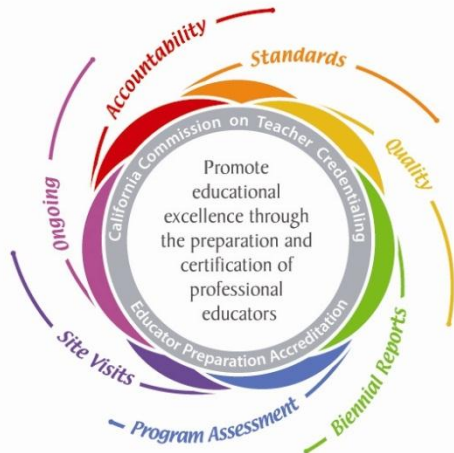 Accountability
Standards
Quality
Biennial Reports
Program Assessment
Site Visits
Ongoing
California Commission on Teacher Credentialing
Educator Preparation Accreditation
Promote
educational
excellence through
the preparation and
certification of
professional
educators